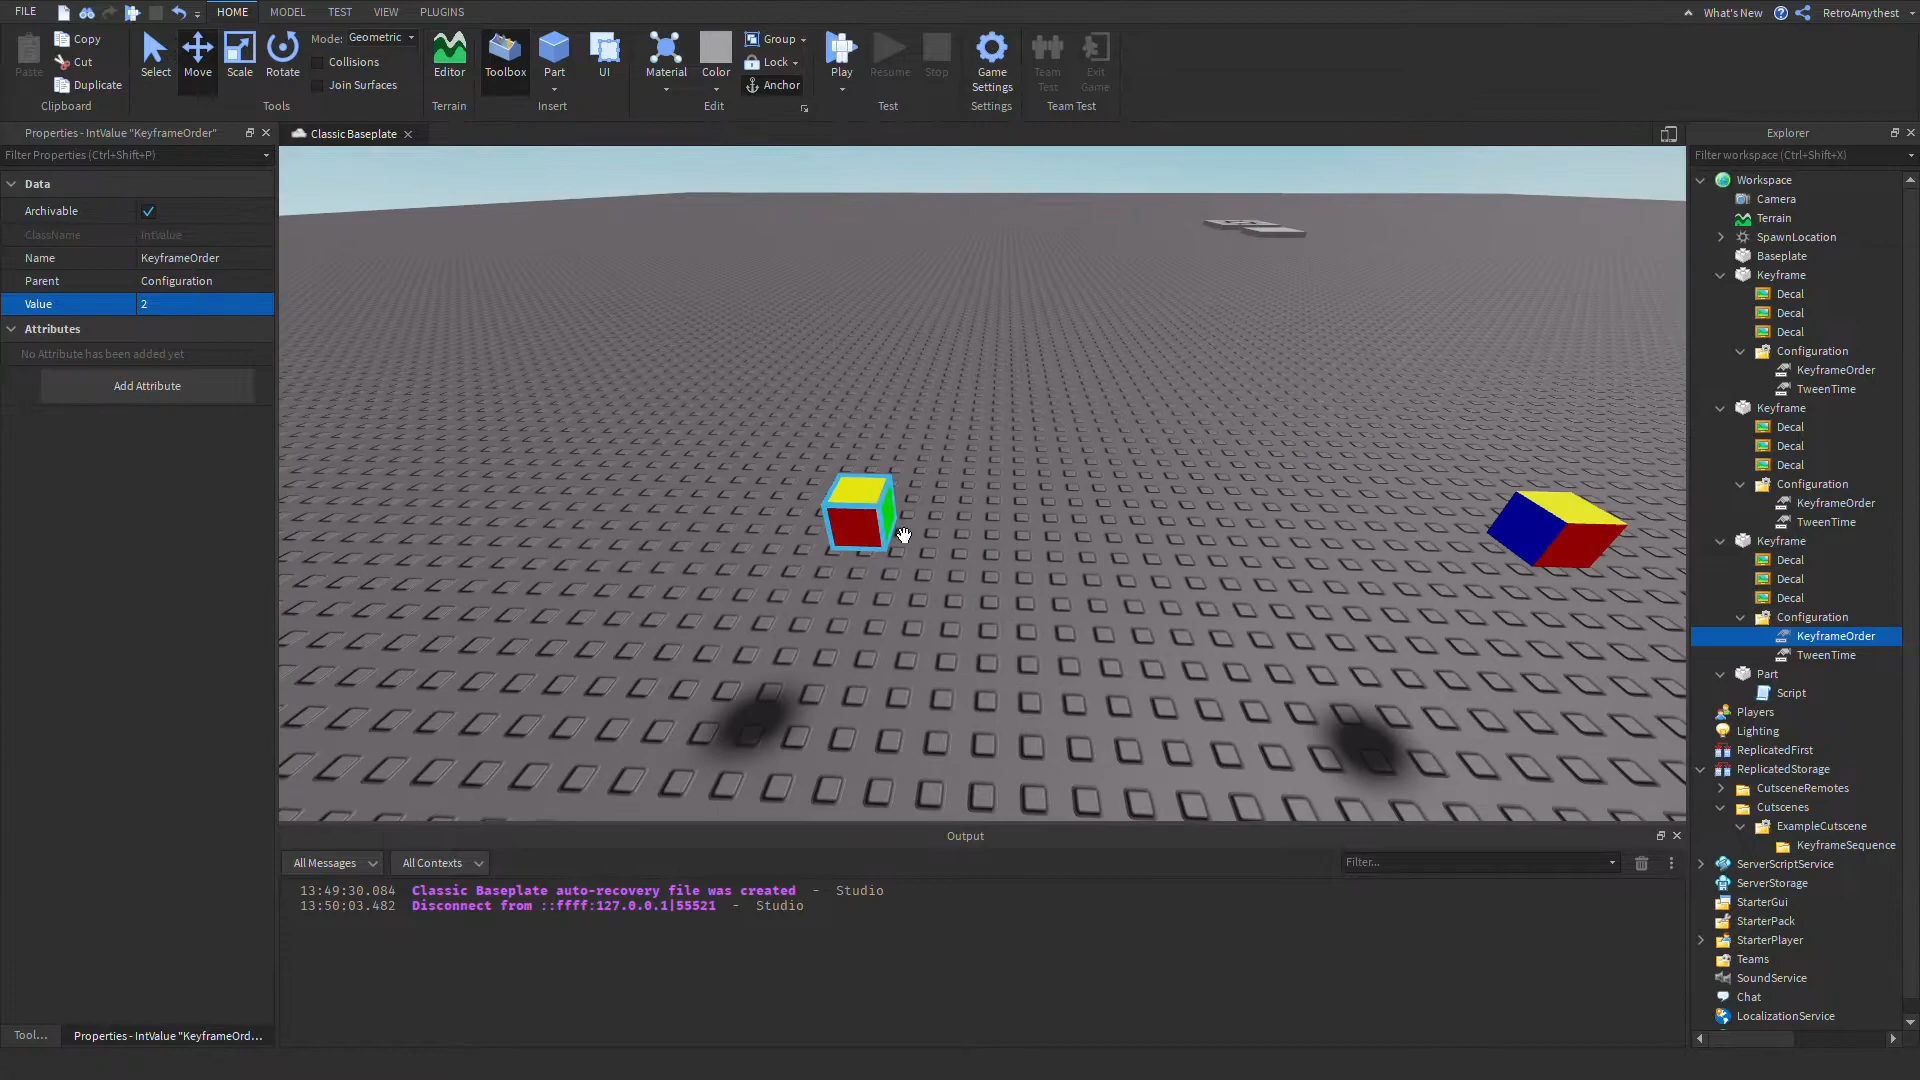 FILE HOME MODEL TEST VIEW PLUGINS What's New RetroAmythest
Paste Copy Cut Duplicate Clipboard
Select Move Scale Rotate Mode: Geometric Collisions Join Surfaces Tools
Editor Terrain
Toolbox Part UI Insert
Material Color Group Lock Anchor Edit
Play Resume Stop Test
Game Settings Settings
Team Test Exit Game Team Test
Properties - IntValue "KeyframeOrder"
Filter Properties (Ctrl+Shift+P)
Data
Archivable
ClassName IntValue
Name KeyframeOrder
Parent Configuration
Value 2
Attributes
No Attribute has been added yet
Add Attribute
Tool...
Properties - IntValue "KeyframeOrd...
Classic Baseplate
Output
All Messages All Contexts Filter...
13:49:30.084 Classic Baseplate auto-recovery file was created - Studio
13:50:03.482 Disconnect from ::ffff:127.0.0.1|55521 - Studio
Explorer
Filter workspace (Ctrl+Shift+X)
Workspace
Camera
Terrain
SpawnLocation
Baseplate
Keyframe
Decal
Decal
Decal
Configuration
KeyframeOrder
TweenTime
Keyframe
Decal
Decal
Decal
Configuration
KeyframeOrder
TweenTime
Keyframe
Decal
Decal
Decal
Configuration
KeyframeOrder
TweenTime
Part
Script
Players
Lighting
ReplicatedFirst
ReplicatedStorage
CutsceneRemotes
Cutscenes
ExampleCutscene
KeyframeSequence
ServerScriptService
ServerStorage
StarterGui
StarterPack
StarterPlayer
Teams
SoundService
Chat
LocalizationService